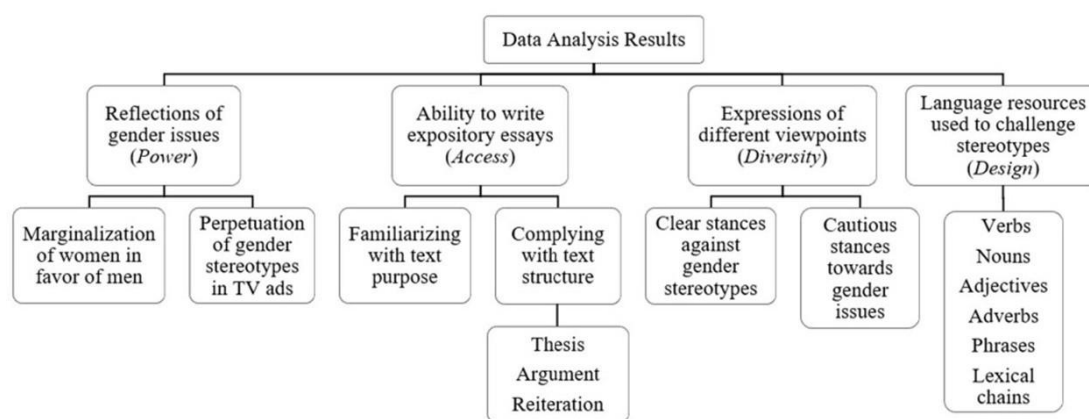 Data Analysis Results
Reflections of
gender issues
(Power)
Ability to write
expository essays
(Access)
Expressions of
different viewpoints
(Diversity)
Language resources
used to challenge
stereotypes
(Design)
Marginalization
of women in
favor of men
Perpetuation of
gender
stereotypes
in TV ads
Familiarizing
with text
purpose
Complying
with text
structure
Clear stances
against
gender
stereotypes
Cautious
stances
towards
gender
issues
Verbs
Nouns
Adjectives
Adverbs
Phrases
Lexical
chains
Thesis
Argument
Reiteration